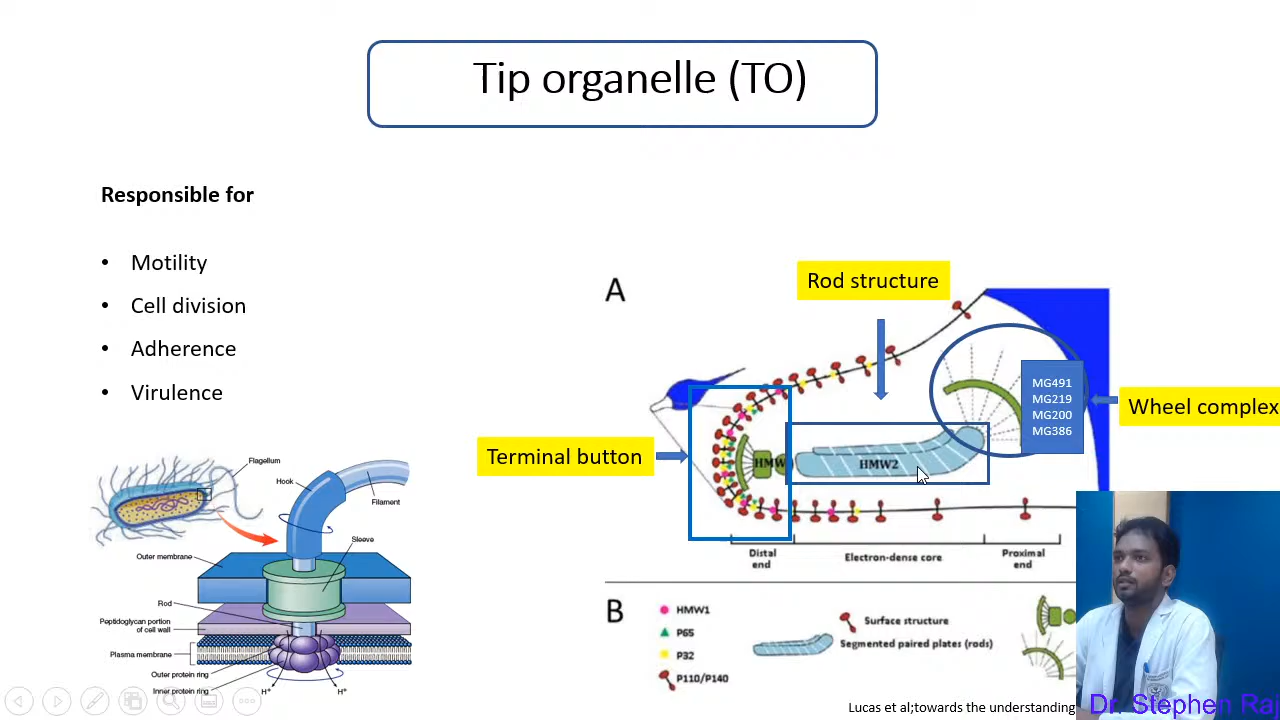 Tip organelle (TO)
Responsible for
• Motility
• Cell division
• Adherence
• Virulence
Flagellum
Hook
Filament
Sleeve
Outer membrane
Rod
Peptidoglycan portion
of cell wall
Plasma membrane
Outer protein ring
Inner protein ring
H+
H+
A
Rod structure
MG491
MG219
MG200
MG386
Wheel complex
Terminal button
HMW
HMW2
Distal
end
Electron-dense core
Proximal
end
B
HMW1
P65
P32
P110/P140
Surface structure
Segmented paired plates (rods)
Lucas et al;towards the understanding
Dr. Stephen Raj